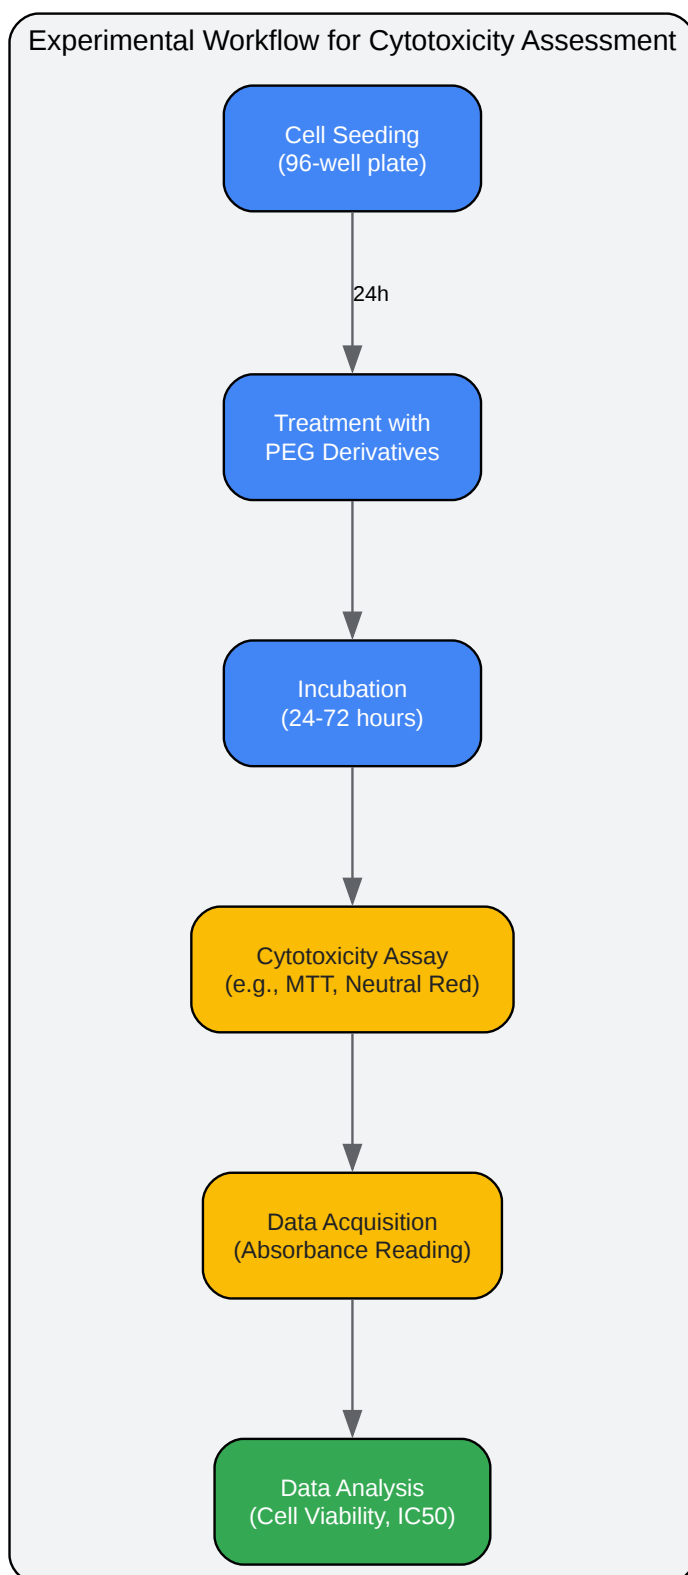 Experimental Workflow for Cytotoxicity Assessment
Cell Seeding
(96-well plate)
24h
Treatment with
PEG Derivatives
Incubation
(24-72 hours)
Cytotoxicity Assay
(e.g., MTT, Neutral Red)
Data Acquisition
(Absorbance Reading)
Data Analysis
(Cell Viability, IC50)